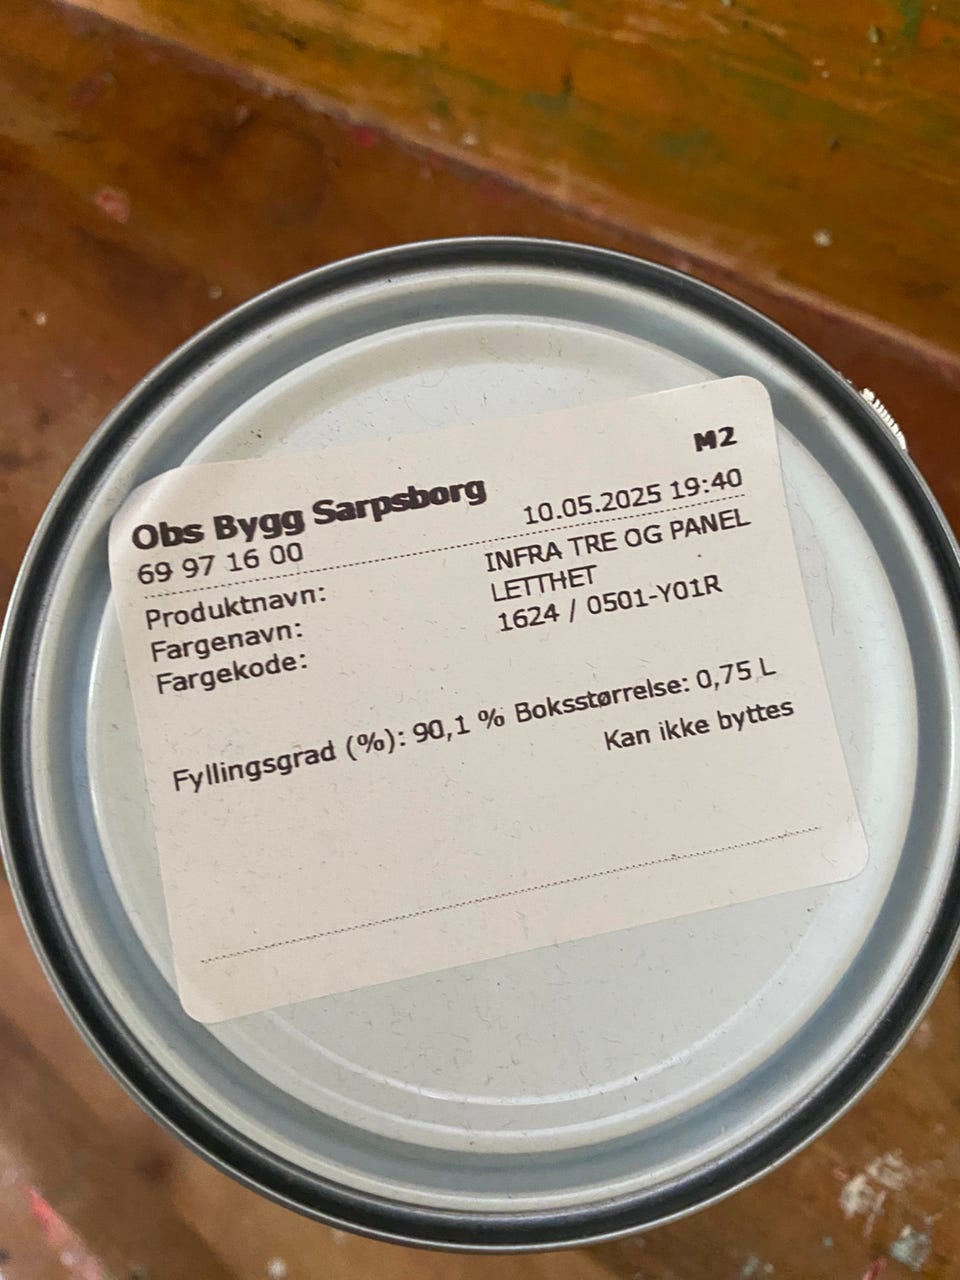 M2
Obs Bygg Sarpsborg
69 97 16 00 10.05.2025 19:40
Produktnavn: INFRA TRE OG PANEL
Fargenavn: LETTHET
Fargekode: 1624 / 0501-Y01R
Fyllingsgrad (%): 90,1 % Boksstørrelse: 0,75 L
Kan ikke byttes